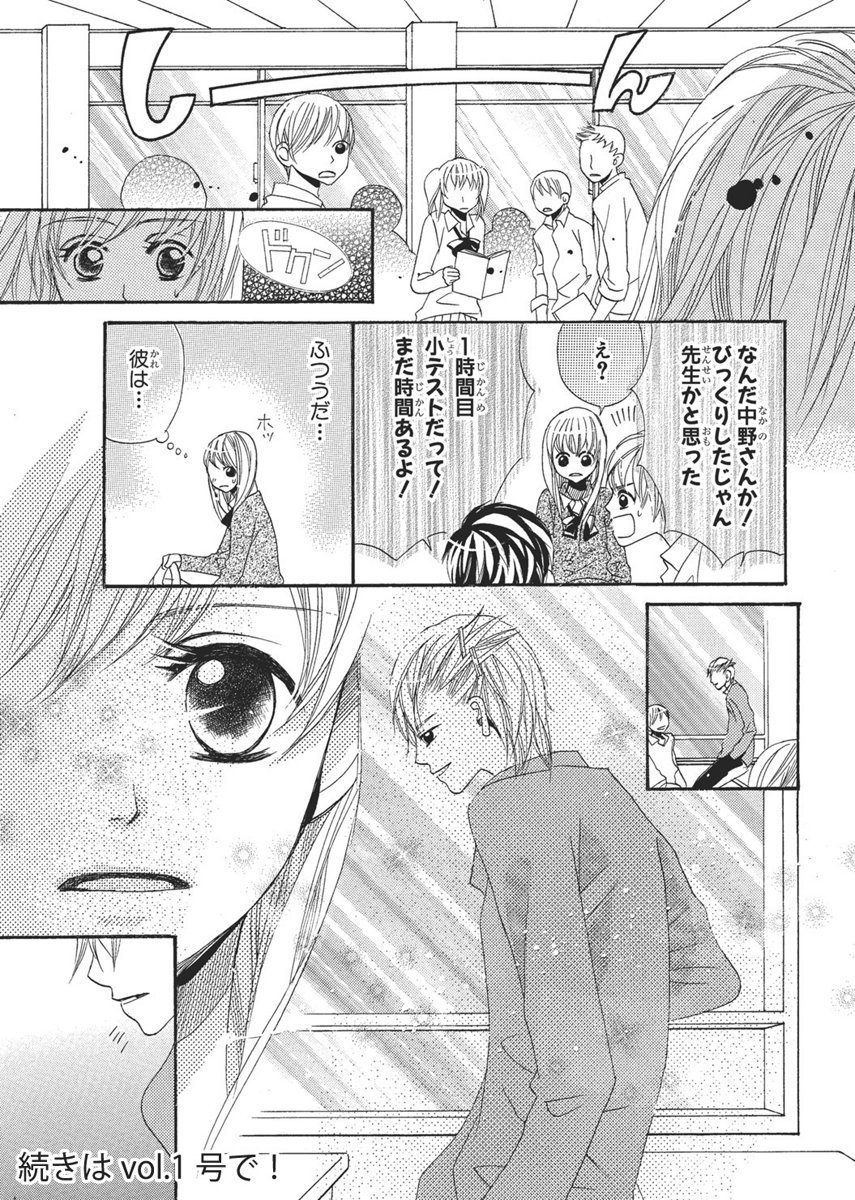 しーーーん
ドクン
なんだ中野さんか！
びっくりしたじゃん
先生かと思った
え？
１時間目
小テストだって！
まだ時間あるよ！
ふつうだ…
彼は…
ホッ
続きは vol.1 号で！